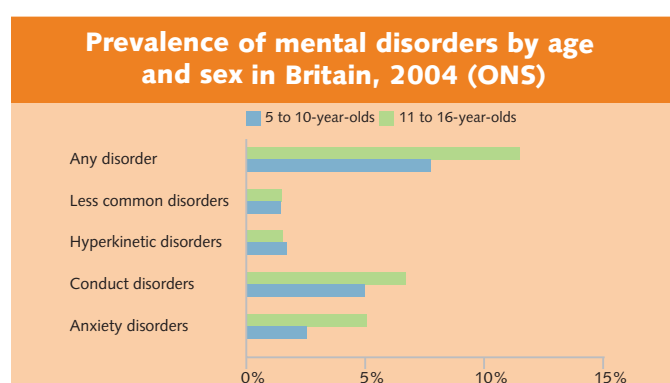 Prevalence of mental disorders by age
and sex in Britain, 2004 (ONS)
5 to 10-year-olds 11 to 16-year-olds
Any disorder
Less common disorders
Hyperkinetic disorders
Conduct disorders
Anxiety disorders
0% 5% 10% 15%